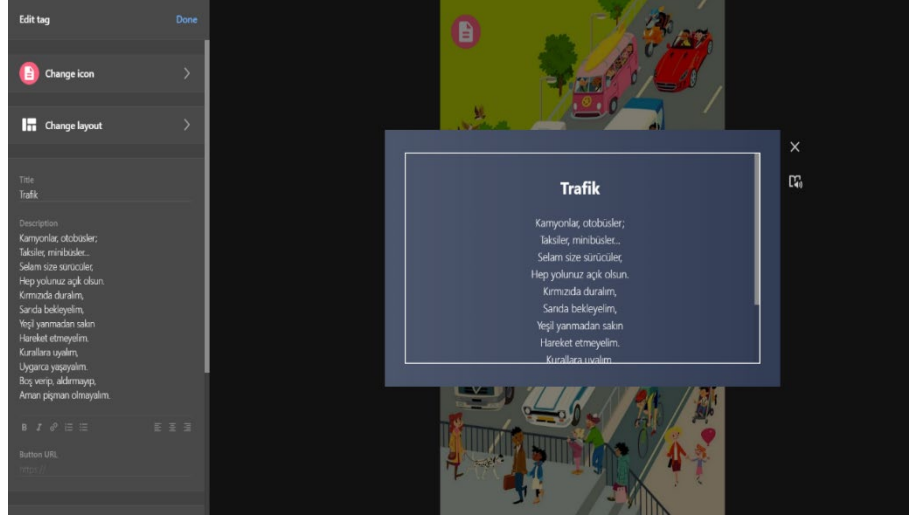 Edit tag
Done
Change icon
Change layout
Title
Trafik
Description
Kamyonlar, otobüsler;
Taksiler, minibüsler...
Selam size sürücüler,
Hep yolunuz açık olsun.
Kırmızıda duralım,
Sarıda bekleyelim,
Yeşil yanmadan sakın
Hareket etmeyelim.
Kurallara uyalım,
Uygarca yaşayalım.
Boş verip, aldırmayıp,
Aman pişman olmayalım.
B I
Button URL
https://
Trafik
Kamyonlar, otobüsler;
Taksiler, minibüsler...
Selam size sürücüler,
Hep yolunuz açık olsun.
Kırmızıda duralım,
Sarıda bekleyelim,
Yeşil yanmadan sakın
Hareket etmeyelim.
Kurallara uyalım